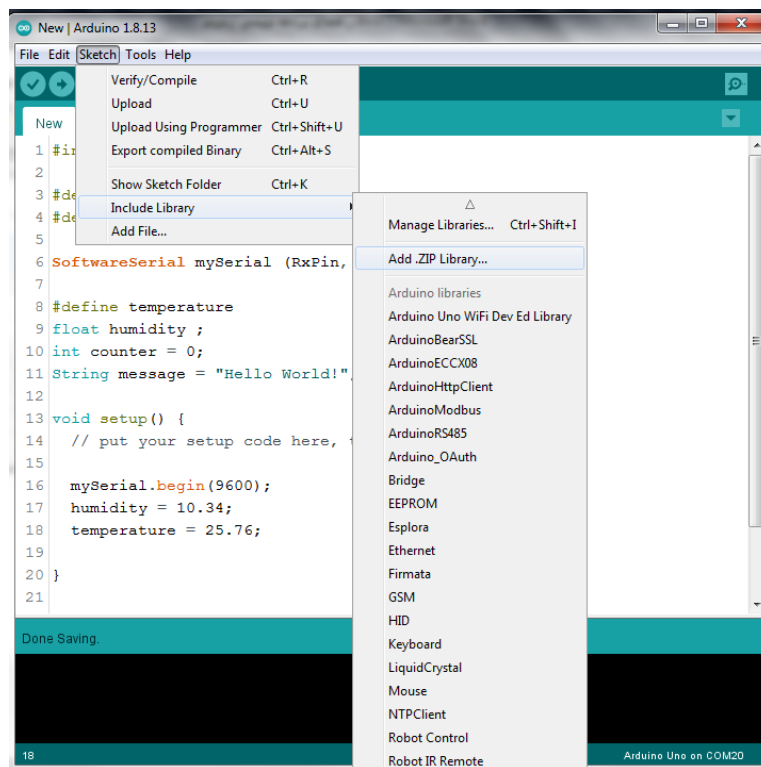 New | Arduino 1.8.13
File Edit Sketch Tools Help
Verify/Compile Ctrl+R
Upload Ctrl+U
Upload Using Programmer Ctrl+Shift+U
Export compiled Binary Ctrl+Alt+S
Show Sketch Folder Ctrl+K
Include Library
Add File...
△
Manage Libraries... Ctrl+Shift+I
Add .ZIP Library...
Arduino libraries
Arduino Uno WiFi Dev Ed Library
ArduinoBearSSL
ArduinoECCX08
ArduinoHttpClient
ArduinoModbus
ArduinoRS485
Arduino_OAuth
Bridge
EEPROM
Esplora
Ethernet
Firmata
GSM
HID
Keyboard
LiquidCrystal
Mouse
NTPClient
Robot Control
Robot IR Remote
New
1 #in
2
3 #de
4 #de
5
6 SoftwareSerial mySerial (RxPin,
7
8 #define temperature
9 float humidity ;
10 int counter = 0;
11 String message = "Hello World!"
12
13 void setup() {
14 // put your setup code here,
15
16 mySerial.begin(9600);
17 humidity = 10.34;
18 temperature = 25.76;
19
20 }
21
Done Saving.
18
Arduino Uno on COM20